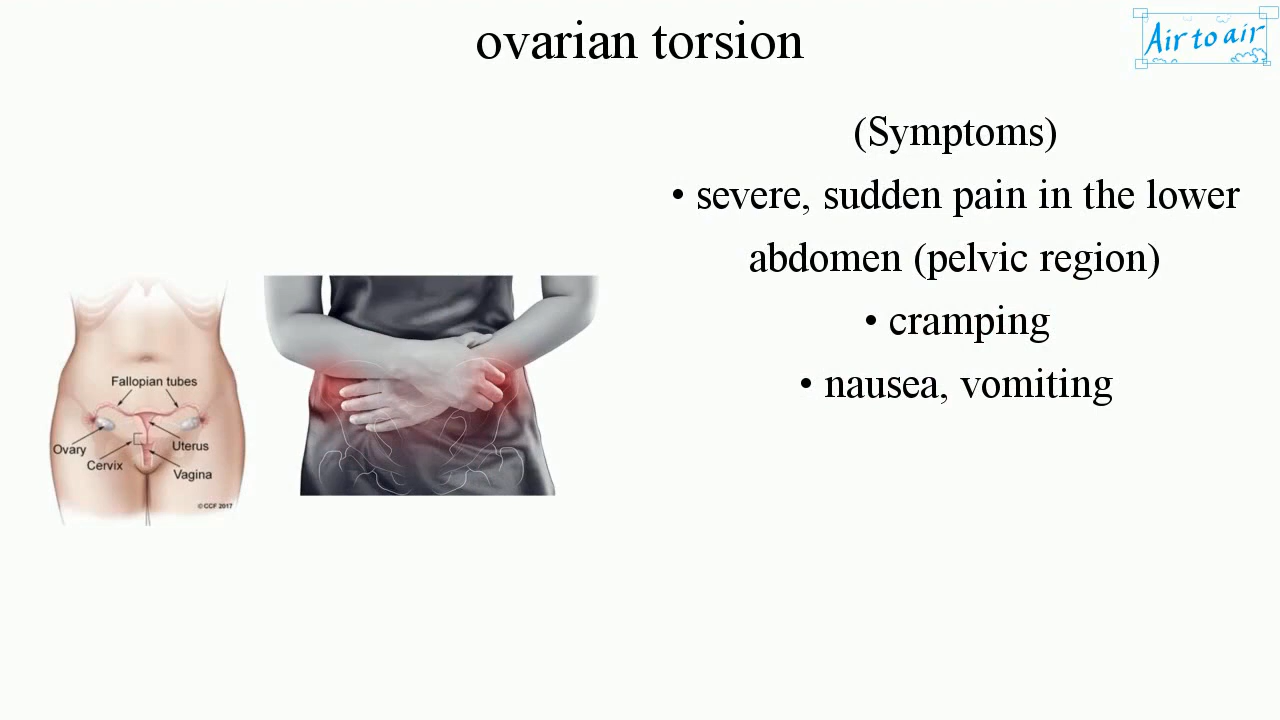 ovarian torsion
Air to air
(Symptoms)
• severe, sudden pain in the lower
abdomen (pelvic region)
• cramping
• nausea, vomiting
Fallopian tubes
Ovary
Uterus
Cervix
Vagina
© CCF 2017